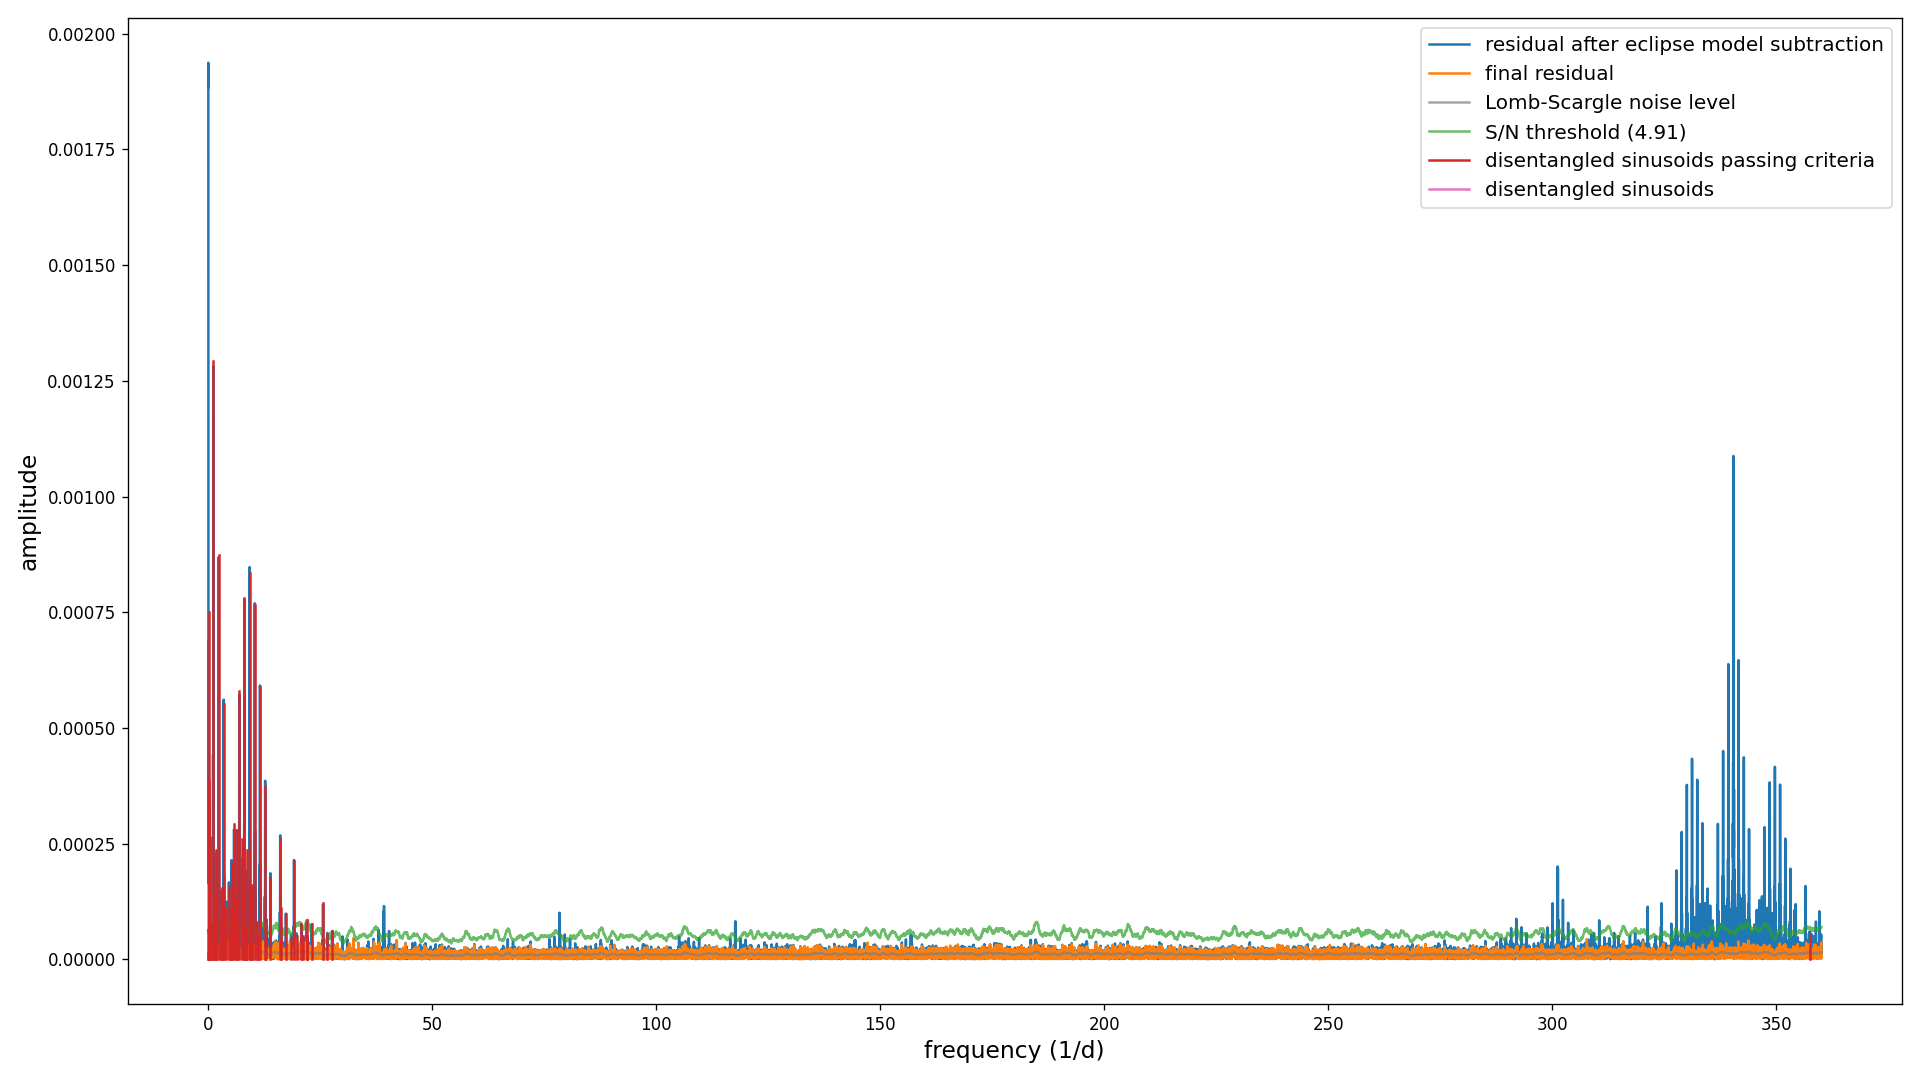 0.00200
0.00175
0.00150
0.00125
0.00100
0.00075
0.00050
0.00025
0.00000
amplitude
residual after eclipse model subtraction
final residual
Lomb-Scargle noise level
S/N threshold (4.91)
disentangled sinusoids passing criteria
disentangled sinusoids
0 50 100 150 200 250 300 350
frequency (1/d)